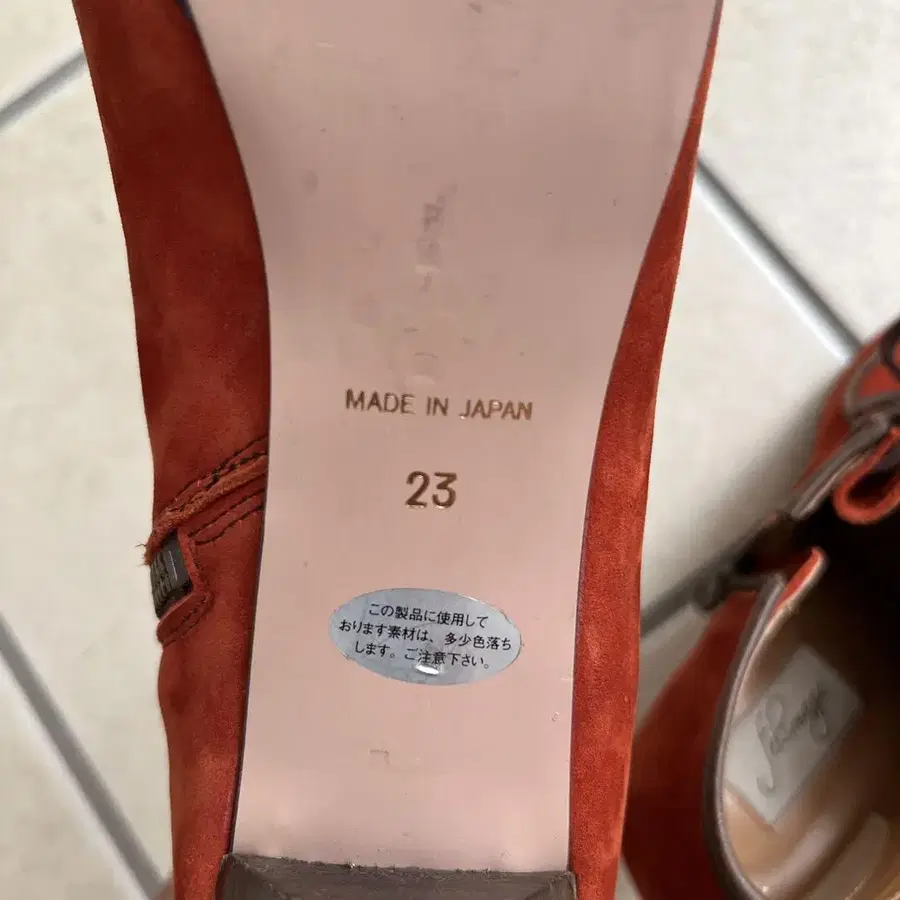 MADE IN JAPAN
23
この製品に使用して
おります素材は、多少色落ち
します。ご注意下さい。